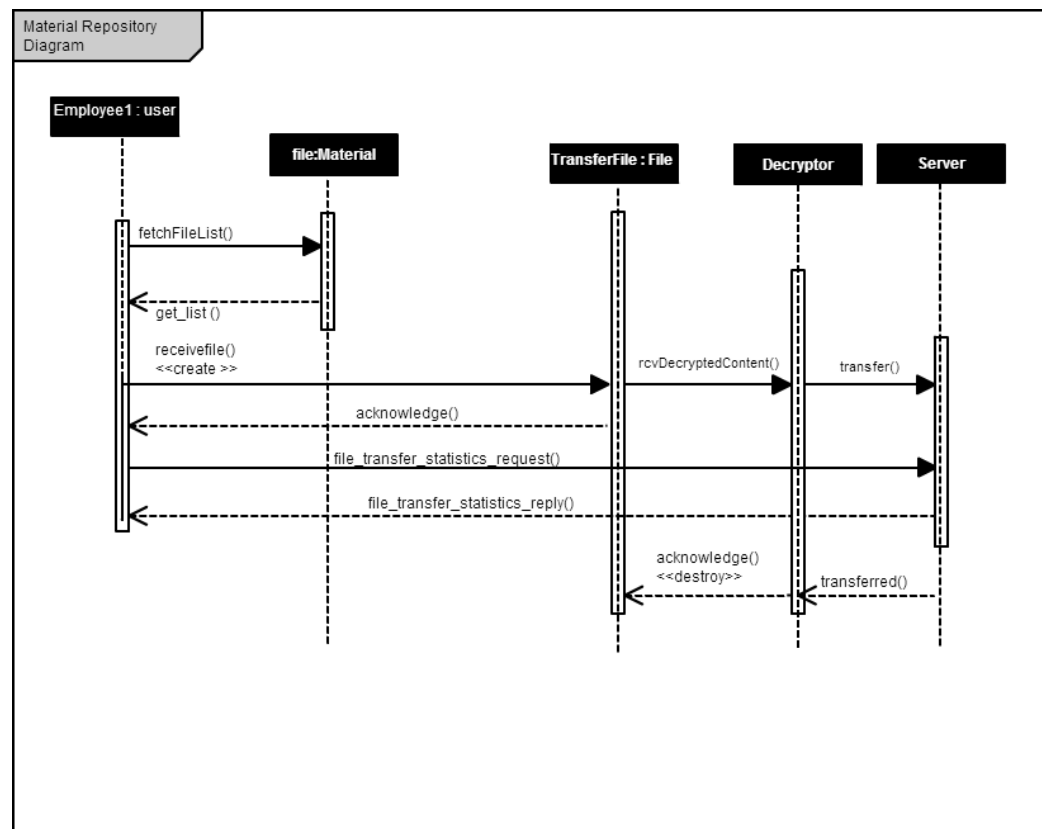 Material Repository
Diagram
Employee1 : user
file:Material
TransferFile : File
Decryptor
Server
fetchFileList()
get_list ()
receivefile()
<<create >>
rcvDecryptedContent()
transfer()
acknowledge()
file_transfer_statistics_request()
file_transfer_statistics_reply()
acknowledge()
<<destroy>>
transferred()